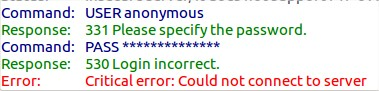 Command: USER anonymous
Response: 331 Please specify the password.
Command: PASS **************
Response: 530 Login incorrect.
Error: Critical error: Could not connect to server